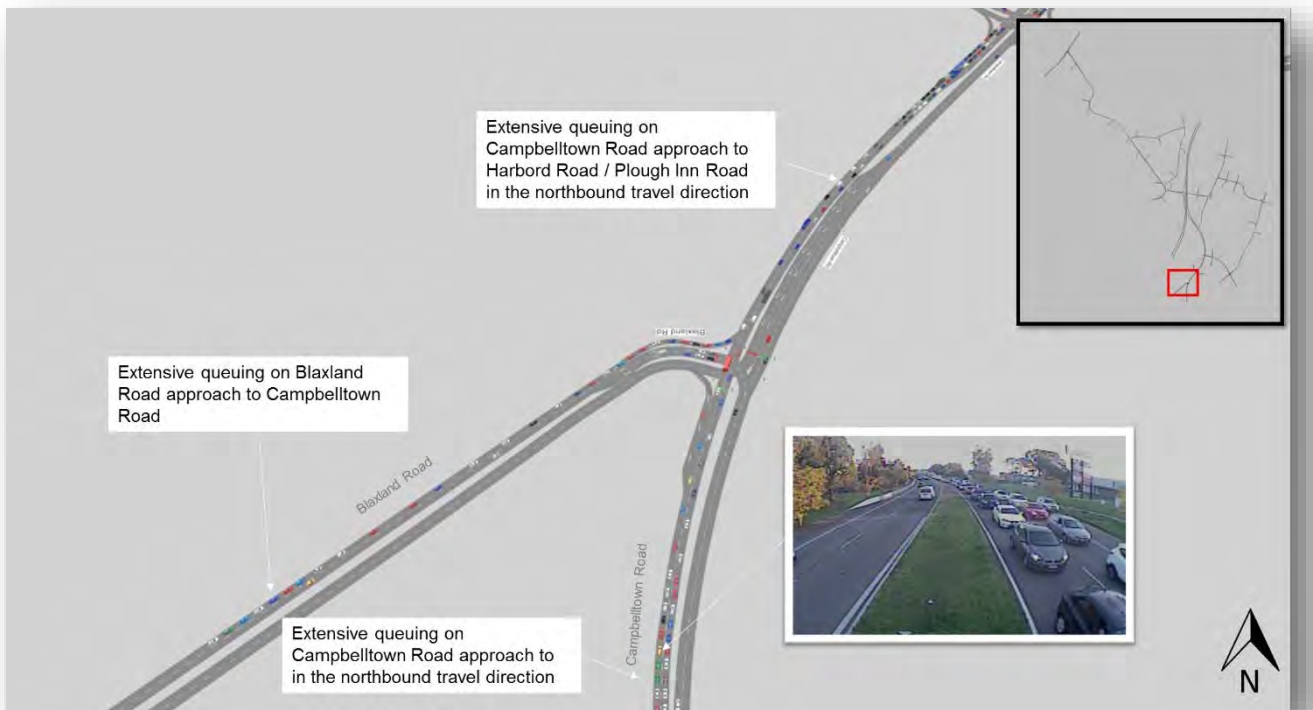 Extensive queuing on
Campbelltown Road approach to
Harbord Road / Plough Inn Road
in the northbound travel direction
Blaxland Rd
Extensive queuing on Blaxland
Road approach to Campbelltown
Road
Blaxland Road
Extensive queuing on
Campbelltown Road approach to
in the northbound travel direction
Campbelltown Road
N